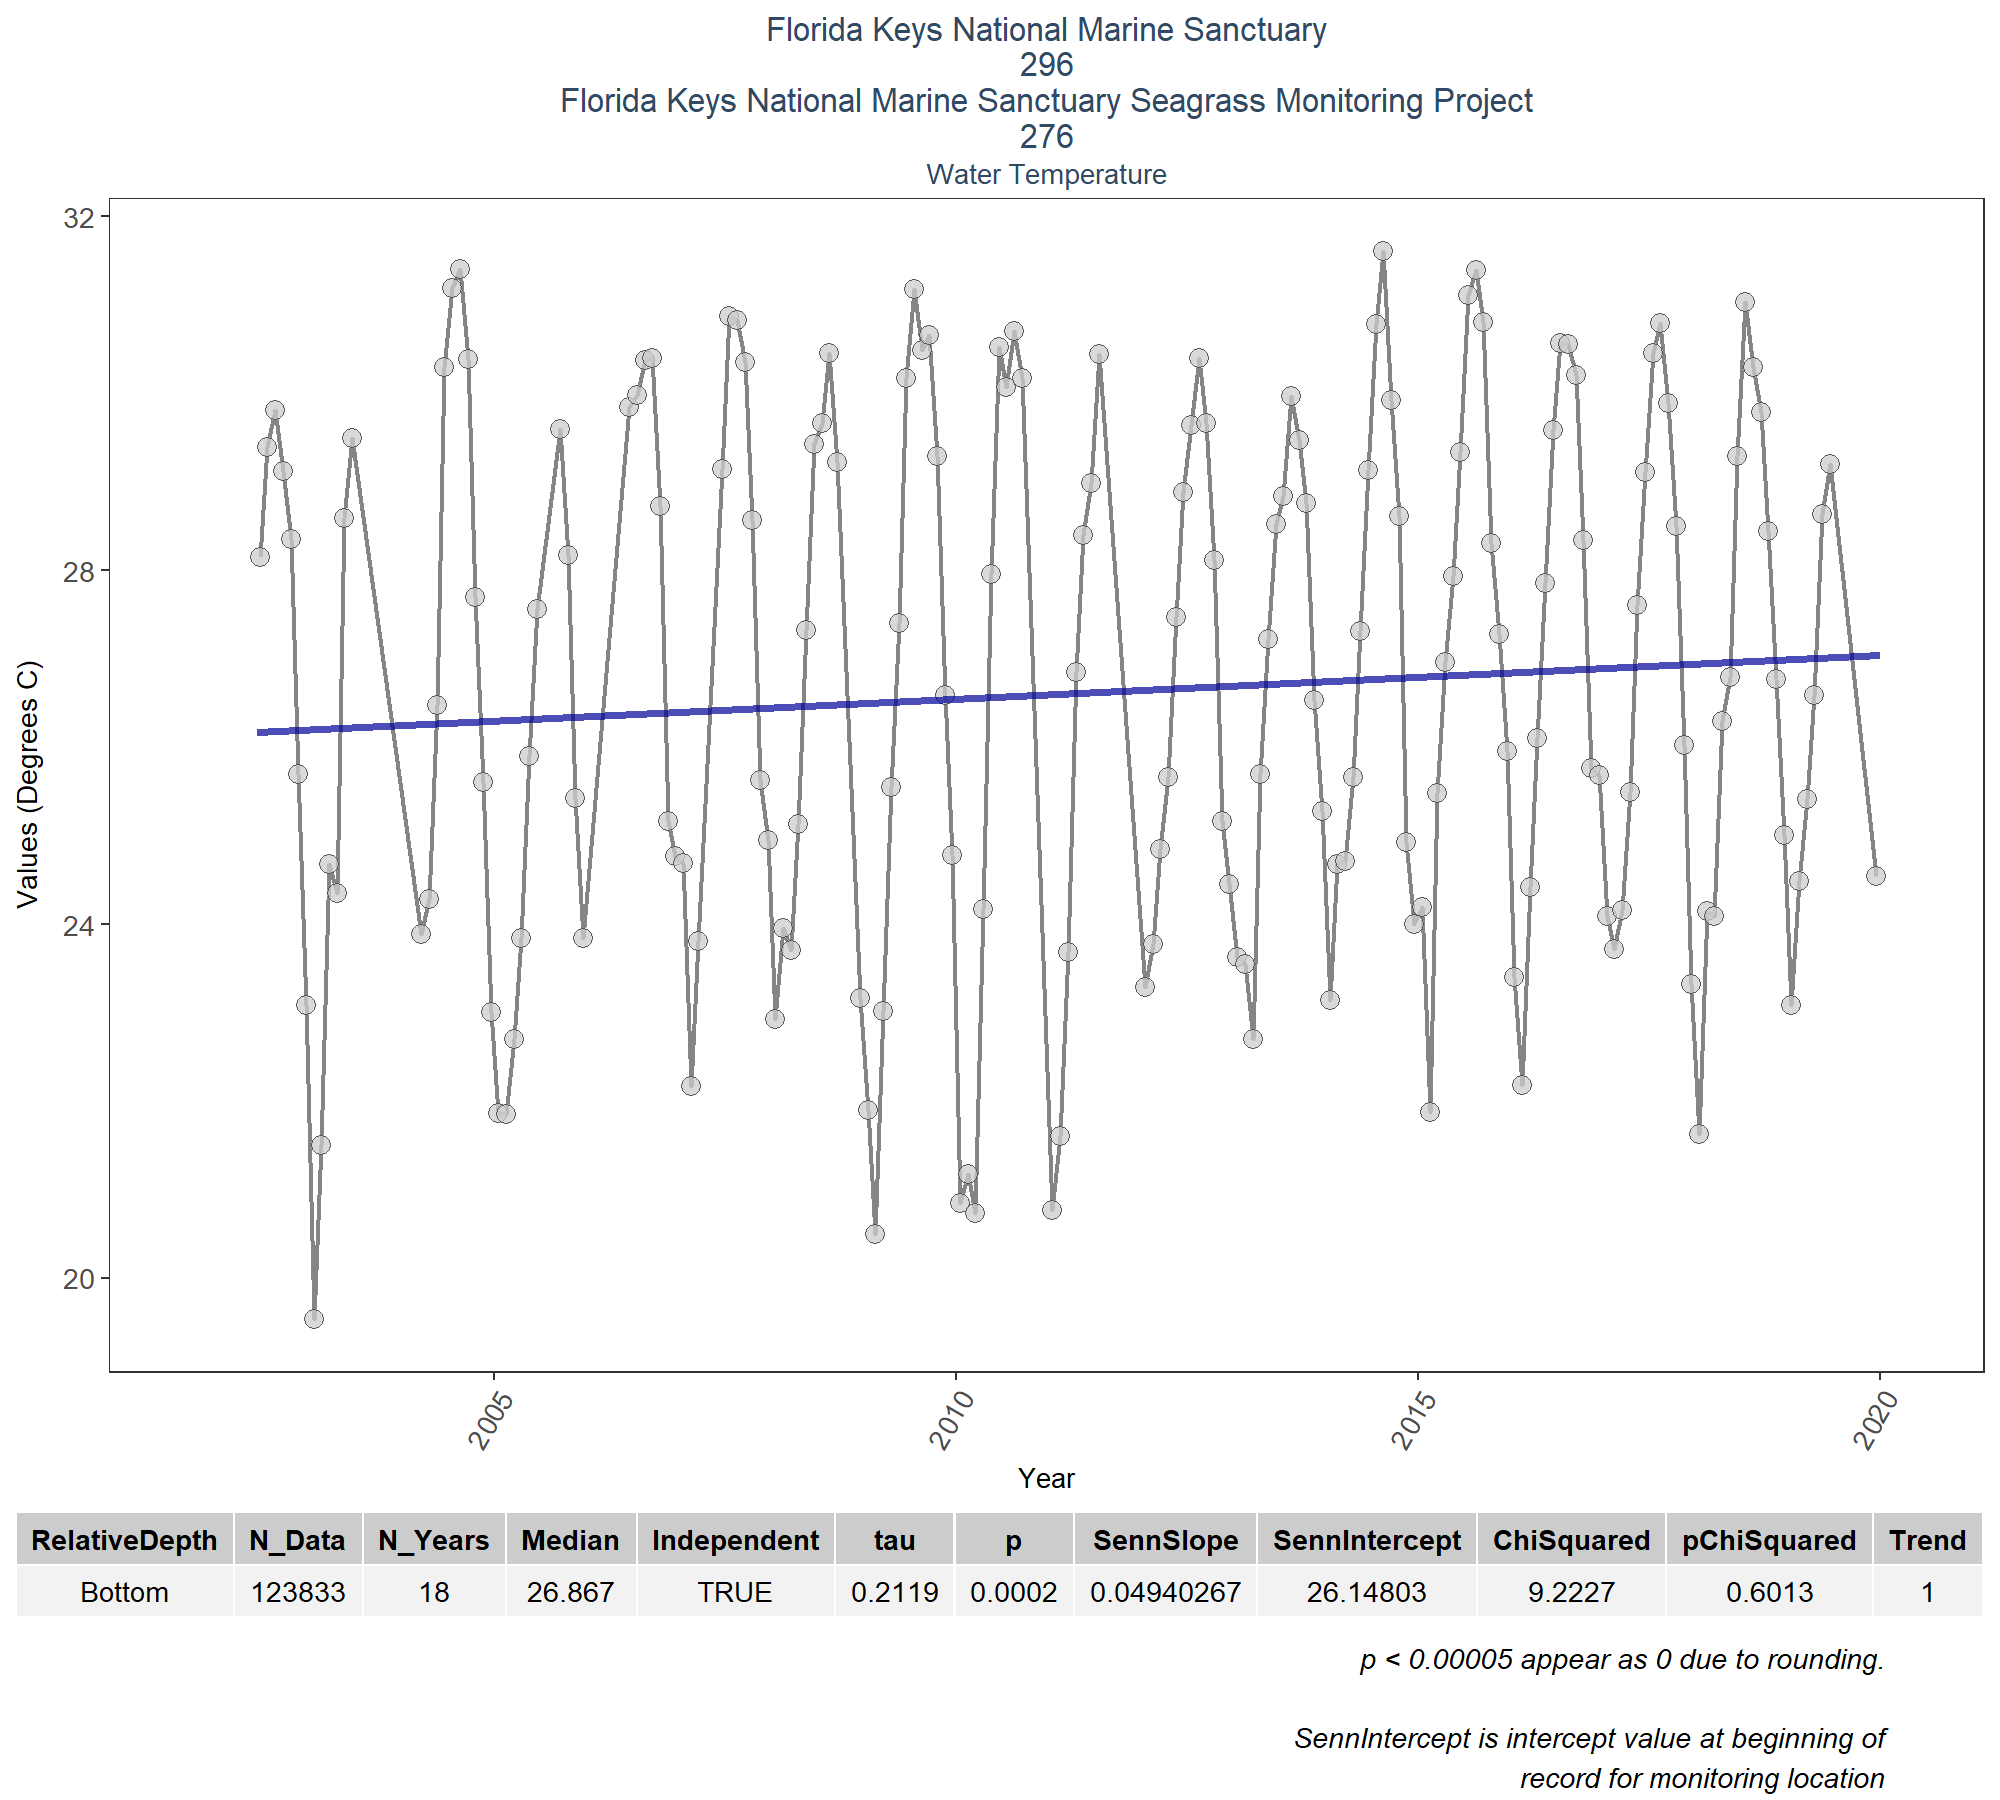 Florida Keys National Marine Sanctuary
296
Florida Keys National Marine Sanctuary Seagrass Monitoring Project
276
Water Temperature
32
28
24
20
Values (Degrees C)
2005 2010 2015 2020
Year
RelativeDepth N_Data N_Years Median Independent tau p SennSlope SennIntercept ChiSquared pChiSquared Trend
Bottom 123833 18 26.867 TRUE 0.2119 0.0002 0.04940267 26.14803 9.2227 0.6013 1
p < 0.00005 appear as 0 due to rounding.
SennIntercept is intercept value at beginning of
record for monitoring location